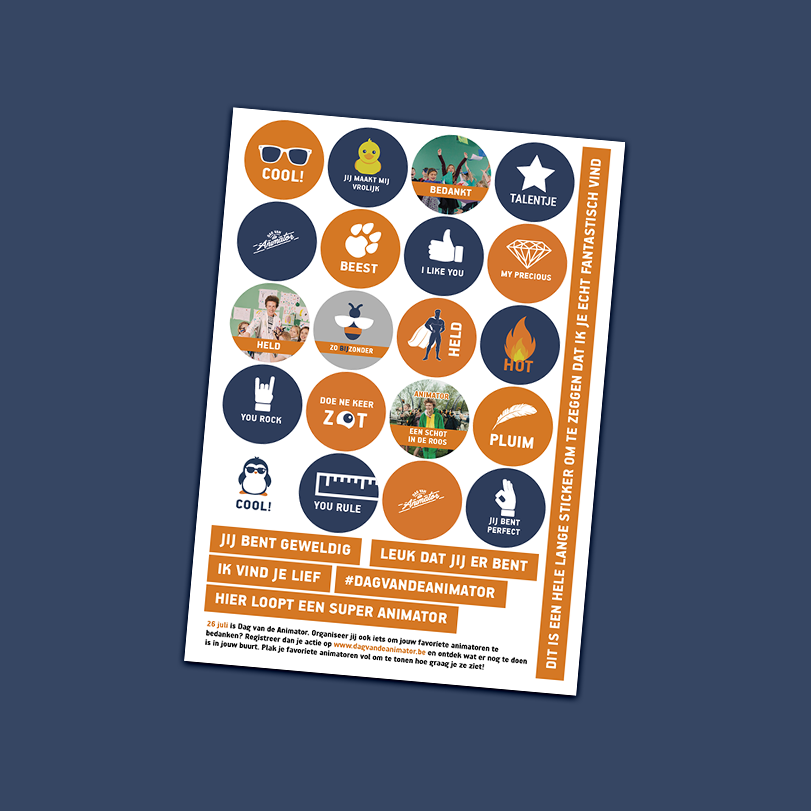 COOL!
JIJ MAAKT MIJ
VROLIJK
BEDANKT
TALENTJE
DAG VAN
de
Animator
BEEST
I LIKE YOU
MY PRECIOUS
HELD
ZO BIJZONDER
HELD
HOT
YOU ROCK
DOE NE KEER
ZOT
ANIMATOR
EEN SCHOT
IN DE ROOS
PLUIM
COOL!
YOU RULE
DAG VAN
de
Animator
JIJ BENT
PERFECT
JIJ BENT GEWELDIG
LEUK DAT JIJ ER BENT
IK VIND JE LIEF
#DAGVANDEANIMATOR
HIER LOOPT EEN SUPER ANIMATOR
DIT IS EEN HELE LANGE STICKER OM TE ZEGGEN DAT IK JE ECHT FANTASTISCH VIND
26 juli is Dag van de Animator. Organiseer jij ook iets om jouw favoriete animatoren te
bedanken? Registreer dan je actie op www.dagvandeanimator.be en ontdek wat er nog te doen
is in jouw buurt. Plak je favoriete animatoren vol om te tonen hoe graag je ze ziet!